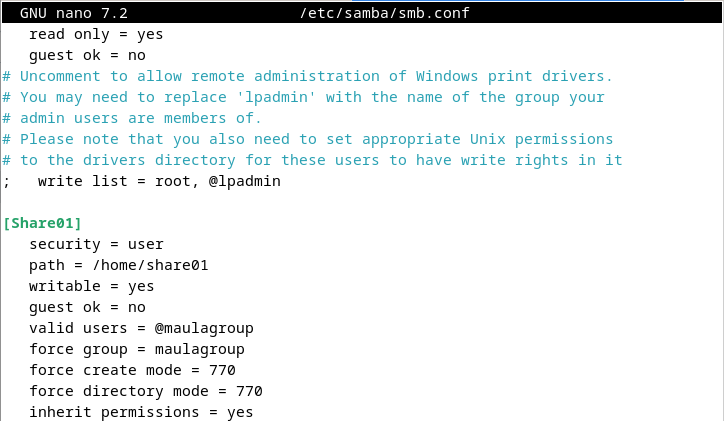 GNU nano 7.2 /etc/samba/smb.conf
read only = yes
guest ok = no
# Uncomment to allow remote administration of Windows print drivers.
# You may need to replace 'lpadmin' with the name of the group your
# admin users are members of.
# Please note that you also need to set appropriate Unix permissions
# to the drivers directory for these users to have write rights in it
;   write list = root, @lpadmin
[Share01]
security = user
path = /home/share01
writable = yes
guest ok = no
valid users = @maulagroup
force group = maulagroup
force create mode = 770
force directory mode = 770
inherit permissions = yes